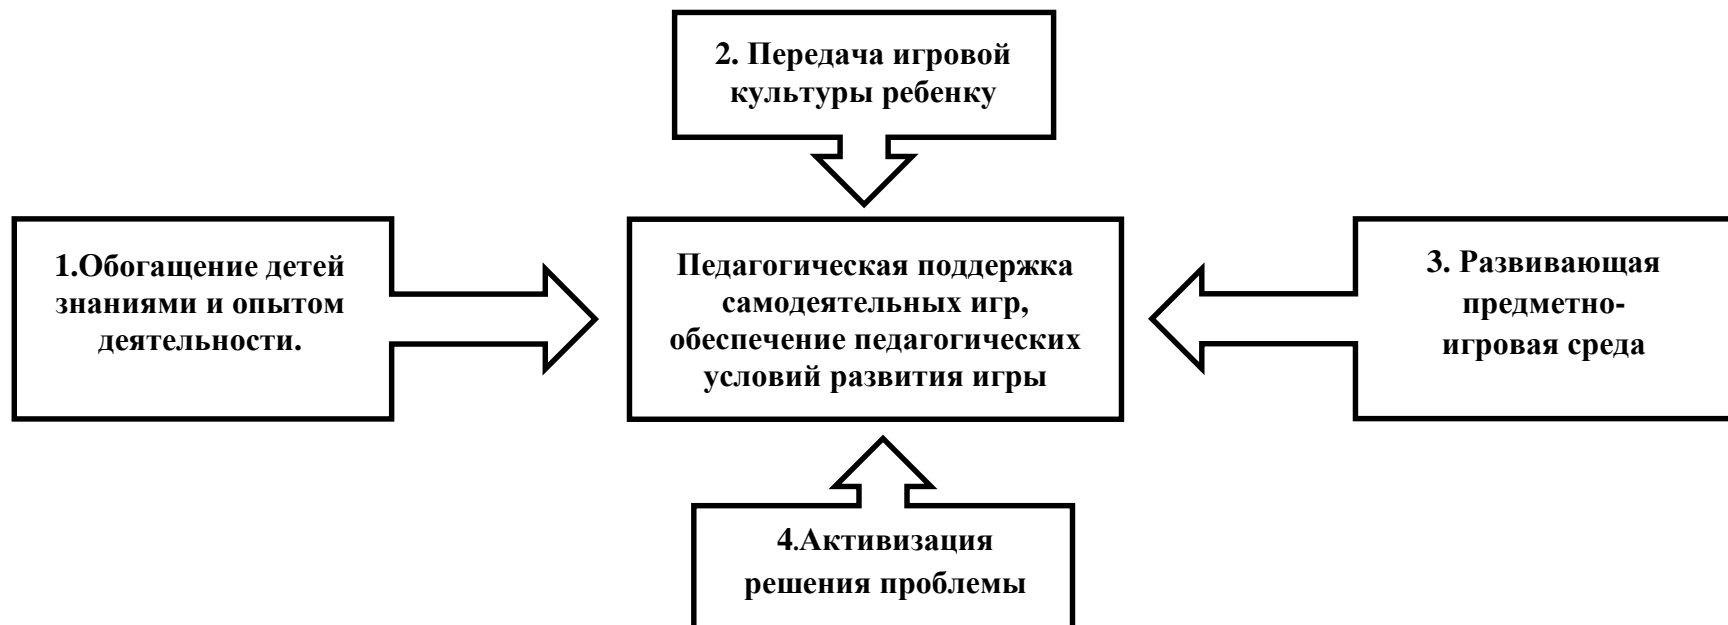 2. Передача игровой
культуры ребенку
1.Обогащение детей
знаниями и опытом
деятельности.
Педагогическая поддержка
самодеятельных игр,
обеспечение педагогических
условий развития игры
3. Развивающая
предметно-
игровая среда
4.Активизация
решения проблемы